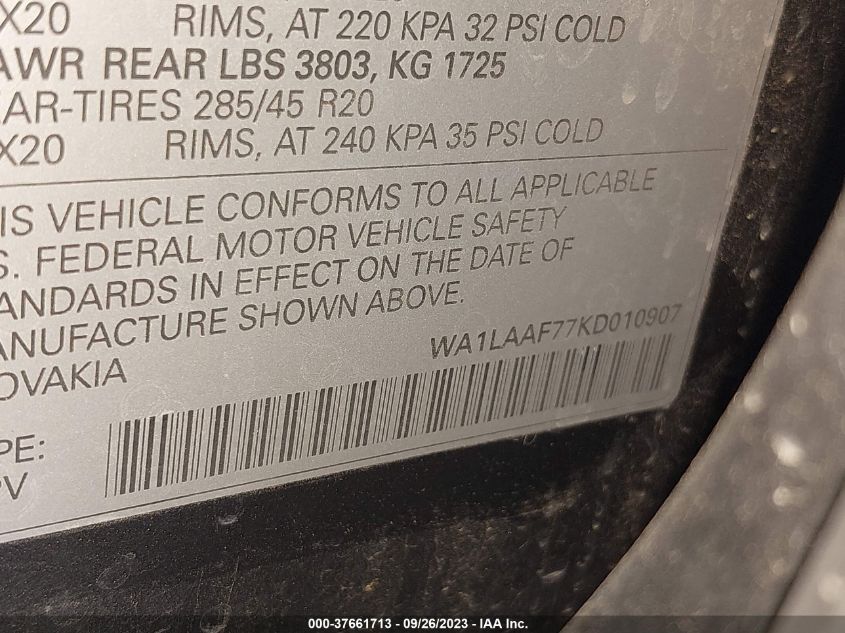 X20 RIMS, AT 220 KPA 32 PSI COLD
AWR REAR LBS 3803, KG 1725
AR-TIRES 285/45 R20
X20 RIMS, AT 240 KPA 35 PSI COLD
IS VEHICLE CONFORMS TO ALL APPLICABLE
S. FEDERAL MOTOR VEHICLE SAFETY
ANDARDS IN EFFECT ON THE DATE OF
ANUFACTURE SHOWN ABOVE.
OVAKIA
WA1LAAF77KD010907
PE:
PV
000-37661713 - 09/26/2023 - IAA Inc.